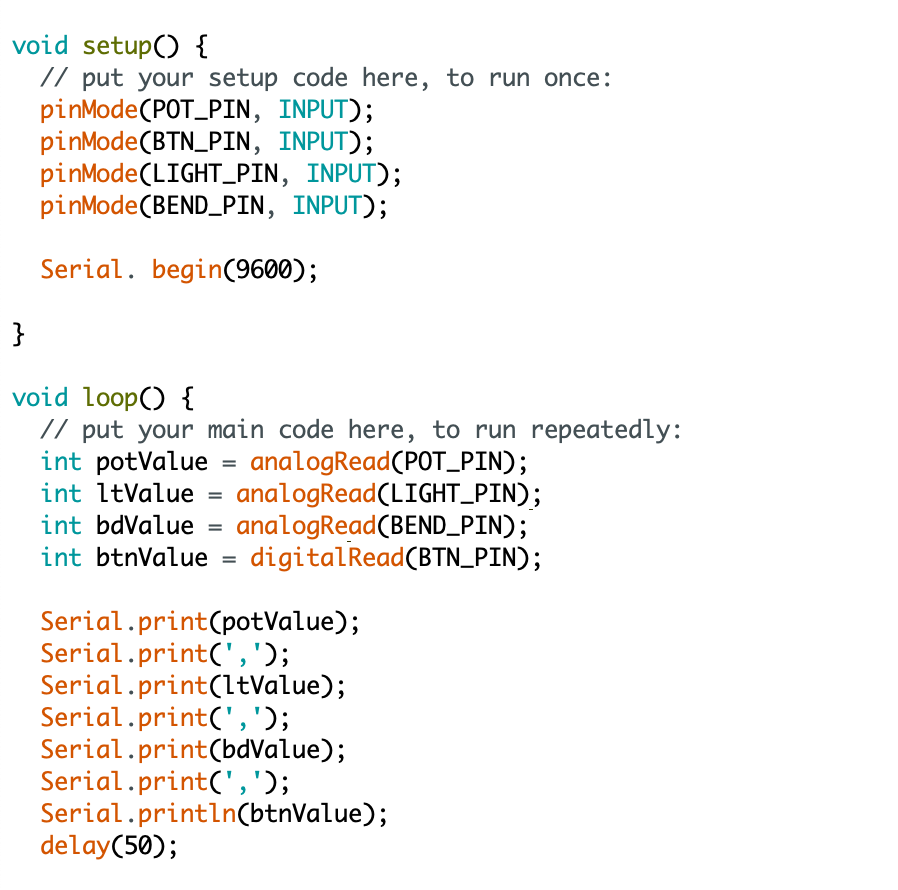 void setup() {
  // put your setup code here, to run once:
  pinMode(POT_PIN, INPUT);
  pinMode(BTN_PIN, INPUT);
  pinMode(LIGHT_PIN, INPUT);
  pinMode(BEND_PIN, INPUT);

  Serial. begin(9600);

}

void loop() {
  // put your main code here, to run repeatedly:
  int potValue = analogRead(POT_PIN);
  int ltValue = analogRead(LIGHT_PIN);
  int bdValue = analogRead(BEND_PIN);
  int btnValue = digitalRead(BTN_PIN);

  Serial.print(potValue);
  Serial.print(',');
  Serial.print(ltValue);
  Serial.print(',');
  Serial.print(bdValue);
  Serial.print(',');
  Serial.println(btnValue);
  delay(50);